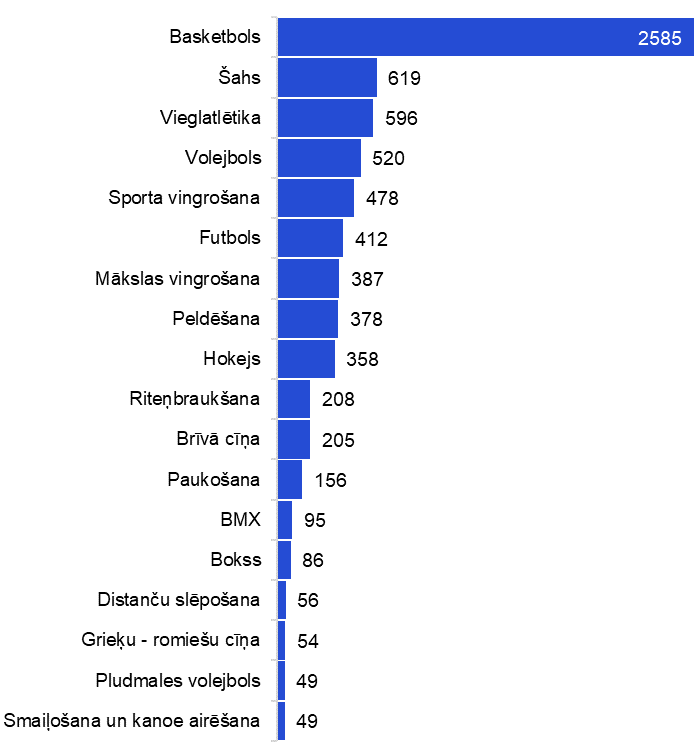 Basketbols 2585
Šahs 619
Vieglatlētika 596
Volejbols 520
Sporta vingrošana 478
Futbols 412
Mākslas vingrošana 387
Peldēšana 378
Hokejs 358
Riteņbraukšana 208
Brīvā cīņa 205
Paukošana 156
BMX 95
Bokss 86
Distanču slēpošana 56
Grieķu - romiešu cīņa 54
Pludmales volejbols 49
Smaiļošana un kanoe airēšana 49